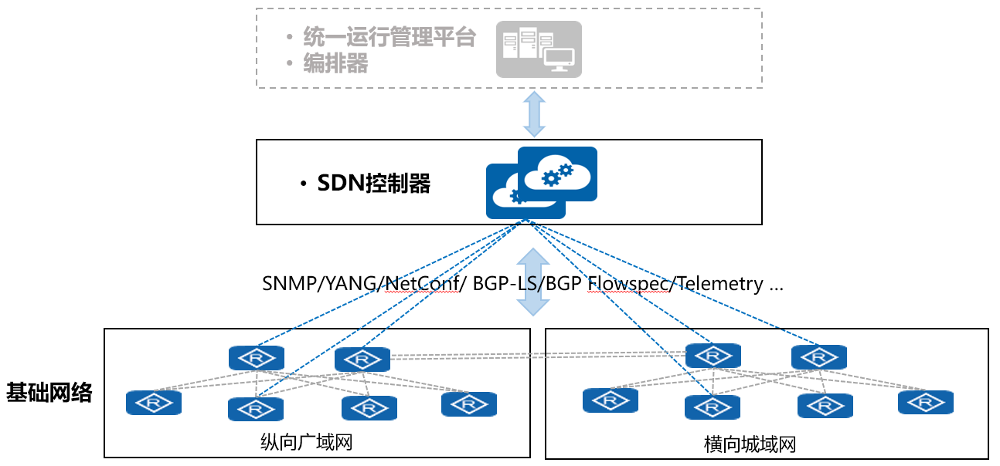 • 统一运行管理平台
• 编排器
• SDN控制器
SNMP/YANG/NetConf/ BGP-LS/BGP Flowspec/Telemetry ...
R
R
R
R
R
R
R
R
R
R
R
R
基础网络
纵向广域网
横向城域网